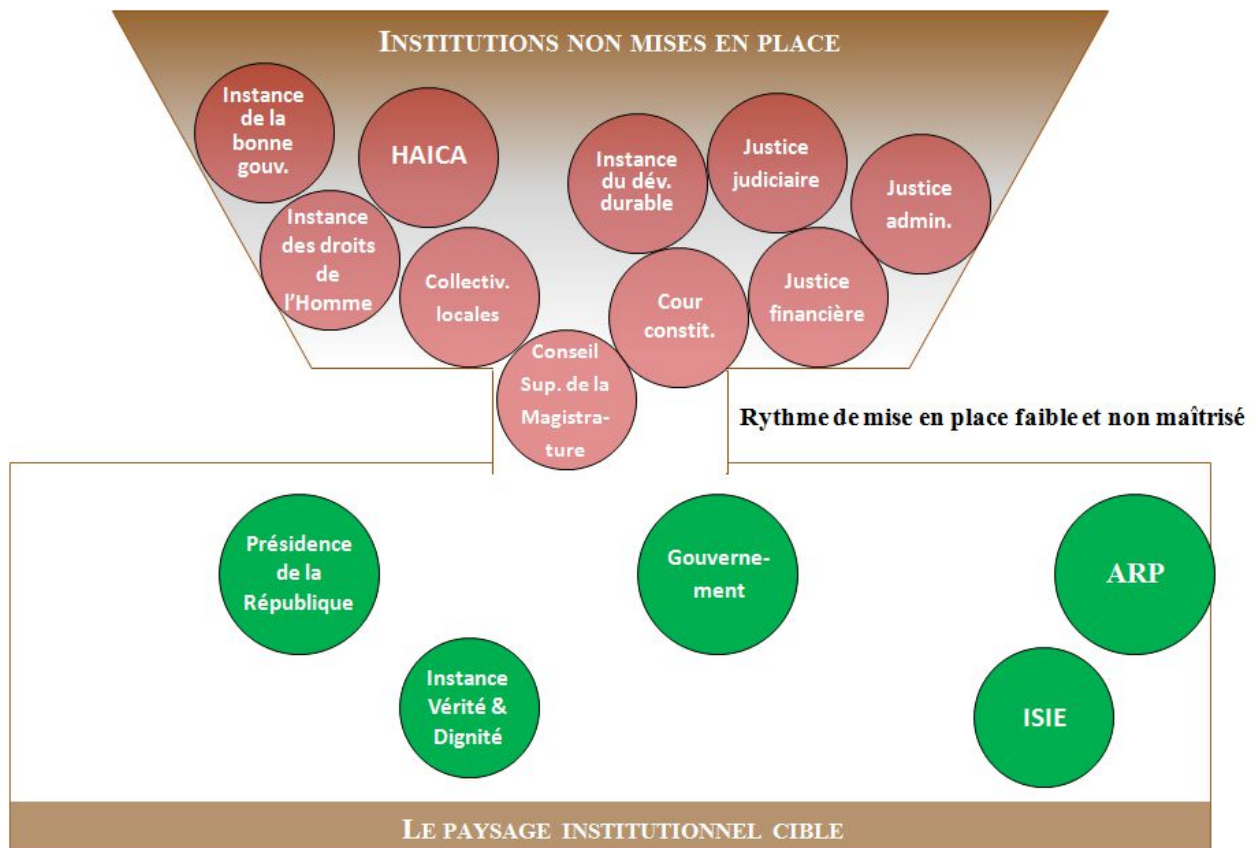 INSTITUTIONS NON MISES EN PLACE
Instance
de la
bonne
gouv.
HAICA
Instance
du dév.
durable
Justice
judiciaire
Justice
admin.
Instance
des droits
de
l’Homme
Collectiv.
locales
Cour
constit.
Justice
financière
Conseil
Sup. de la
Magistra-
ture
Rythme de mise en place faible et non maîtrisé
Présidence
de la
République
Gouverne-
ment
ARP
Instance
Vérité &
Dignité
ISIE
LE PAYSAGE INSTITUTIONNEL CIBLE